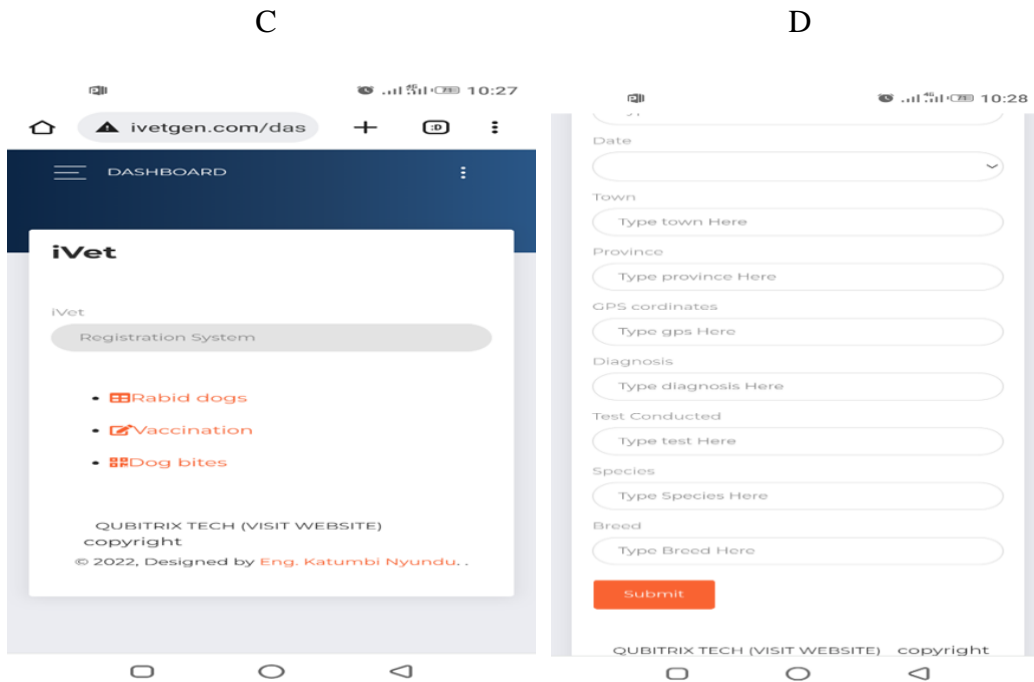 C
D
10:27
ivetgen.com/das
DASHBOARD
iVet
iVet
Registration System
Rabid dogs
Vaccination
Dog bites
QUBITRIX TECH (VISIT WEBSITE)
copyright
© 2022, Designed by Eng. Katumbi Nyundu. .
10:28
Date
Town
Type town Here
Province
Type province Here
GPS cordinates
Type gps Here
Diagnosis
Type diagnosis Here
Test Conducted
Type test Here
Species
Type Species Here
Breed
Type Breed Here
Submit
QUBITRIX TECH (VISIT WEBSITE) copyright